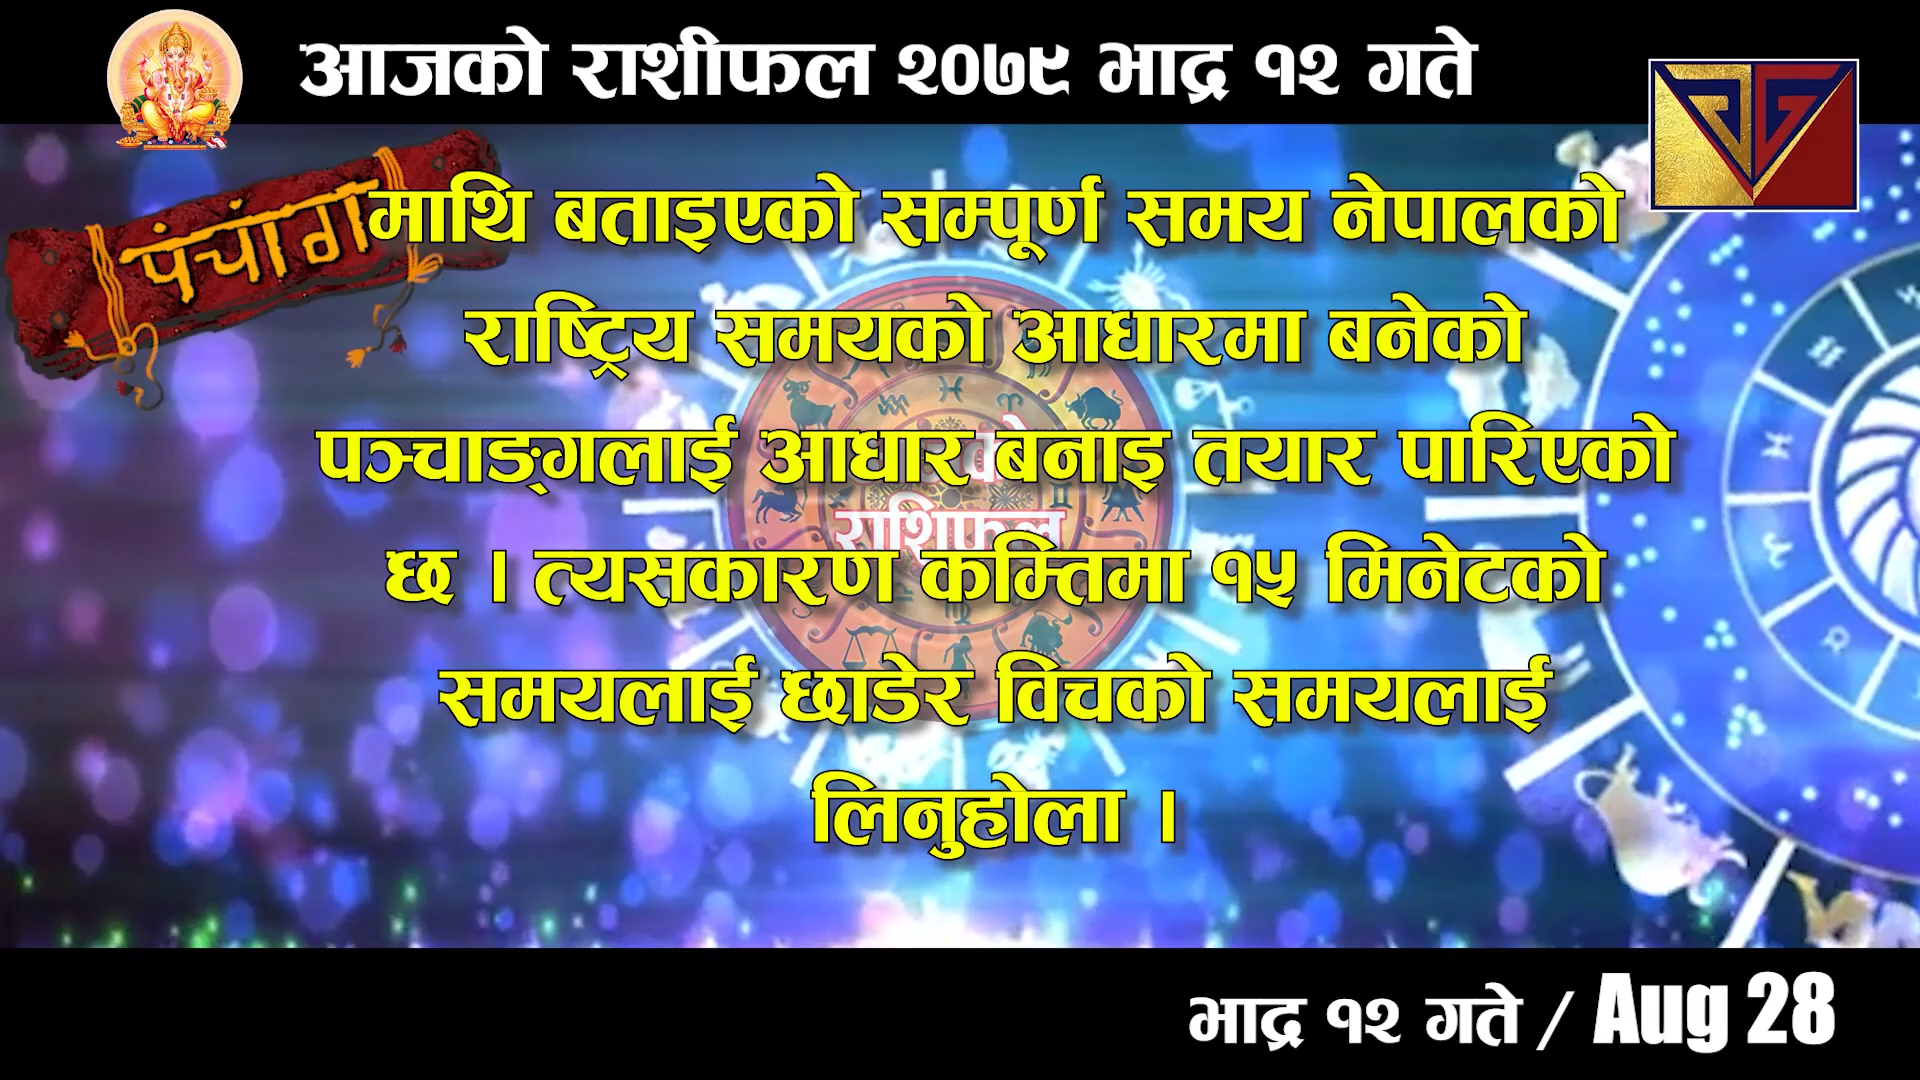 आजको राशीफल २०७९ भाद्र १२ गते
पंचांग
माथि बताइएको सम्पूर्ण समय नेपालको
राष्ट्रिय समयको आधारमा बनेको
पञ्चाङ्गलाई आधार बनाइ तयार पारिएको
छ । त्यसकारण कम्तिमा १५ मिनेटको
समयलाई छाडेर विचको समयलाई
लिनुहोला ।
राशिफल
भाद्र १२ गते / Aug 28